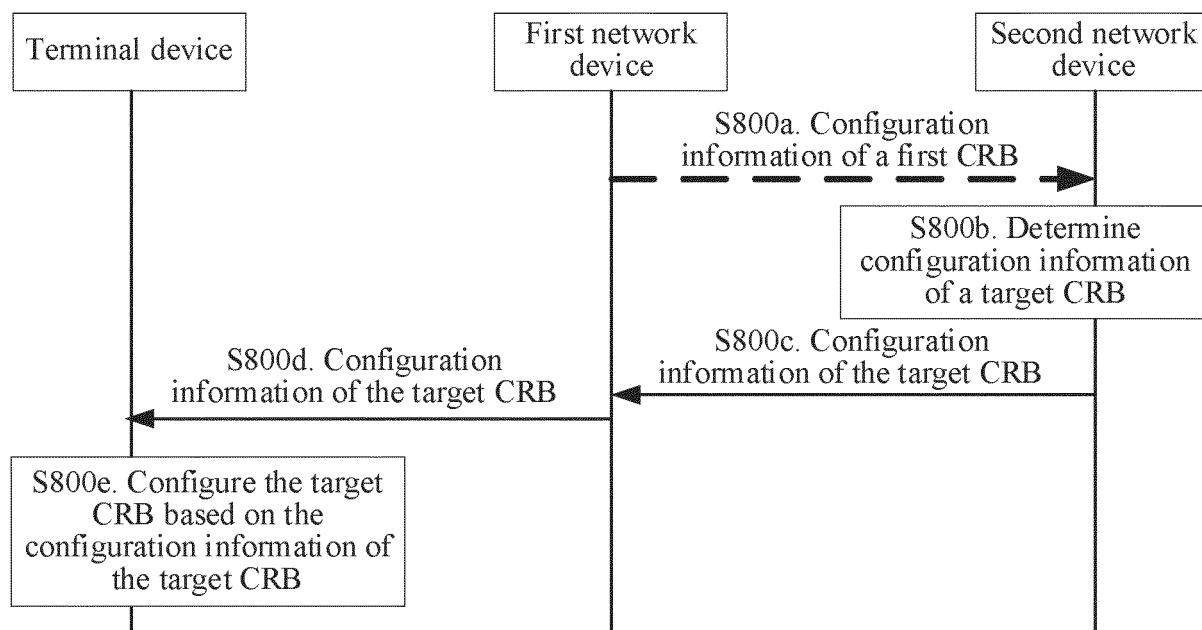 Terminal device
First network
device
Second network
device
S800a. Configuration
information of a first CRB
S800b. Determine
configuration information
of a target CRB
S800c. Configuration
information of the target CRB
S800d. Configuration
information of the target CRB
S800e. Configure the target
CRB based on the
configuration information of
the target CRB